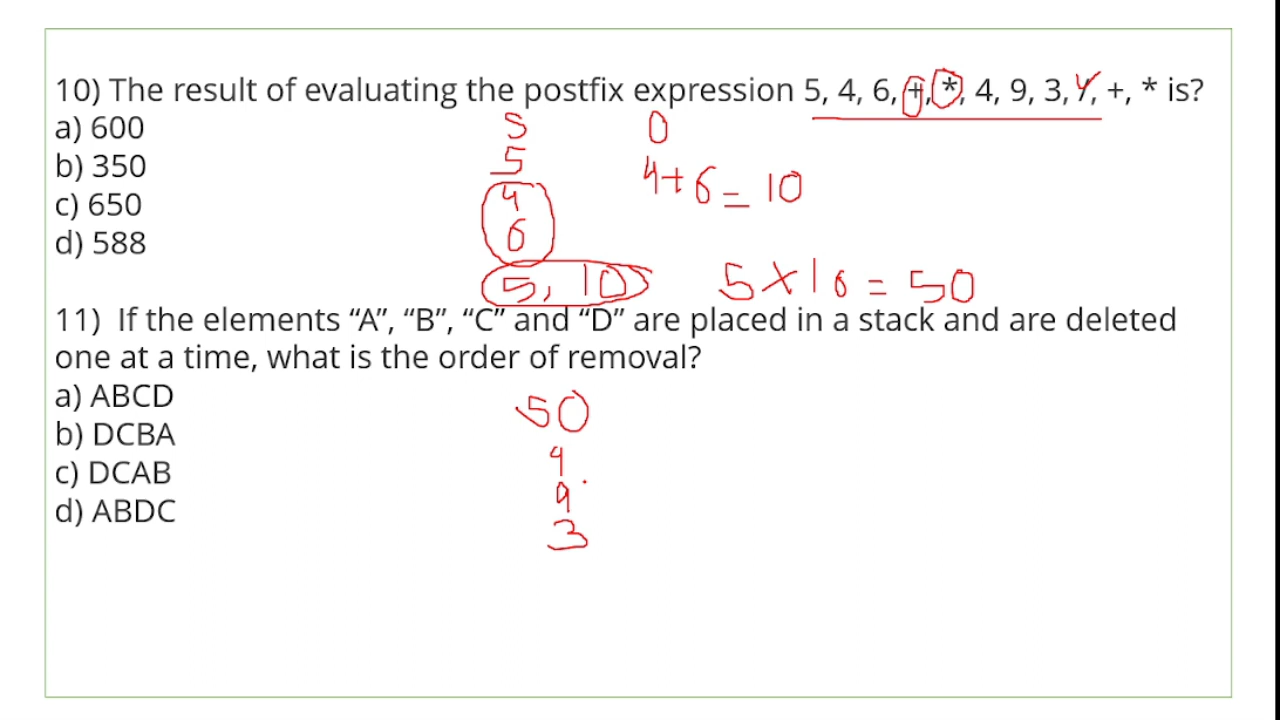 10) The result of evaluating the postfix expression 5, 4, 6, +, *, 4, 9, 3, /, +, * is?
a) 600
b) 350
c) 650
d) 588
S
O
5
4
6
4+6=10
5, 10
5×10=50
11) If the elements “A”, “B”, “C” and “D” are placed in a stack and are deleted
one at a time, what is the order of removal?
a) ABCD
b) DCBA
c) DCAB
d) ABDC
50
4
9
3